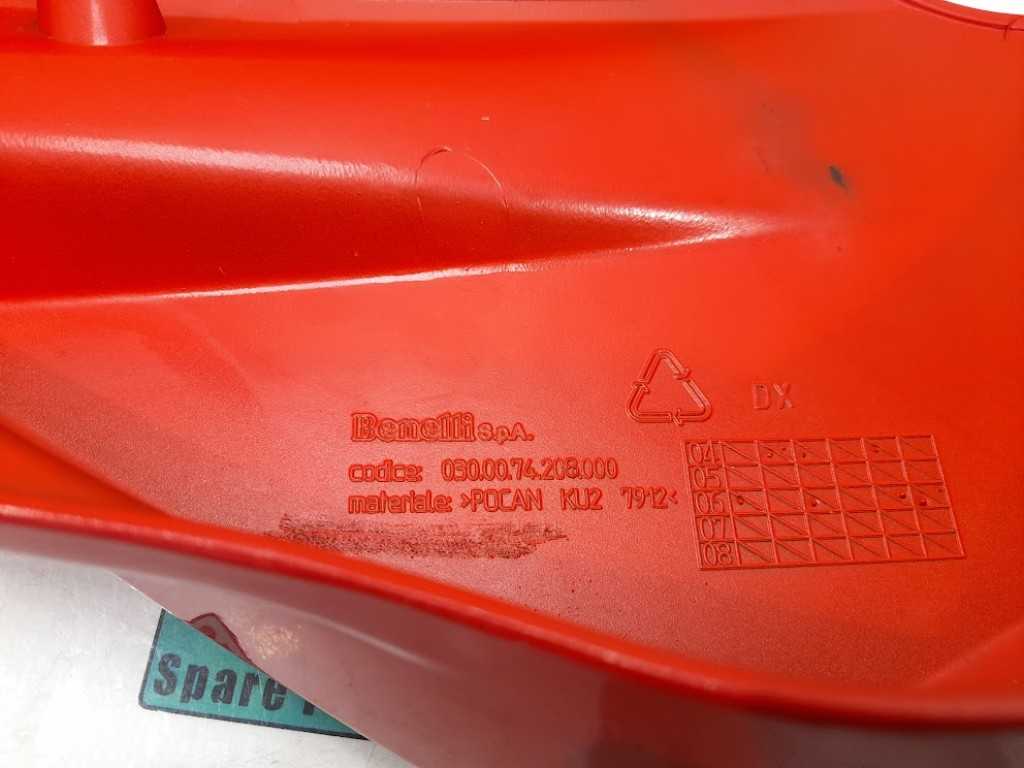 Benelli S.p.A.
codice: 030.00.74.208.000
materiale: >POCAN KU2 7912<
DX
04
05
06
07
08
Spare